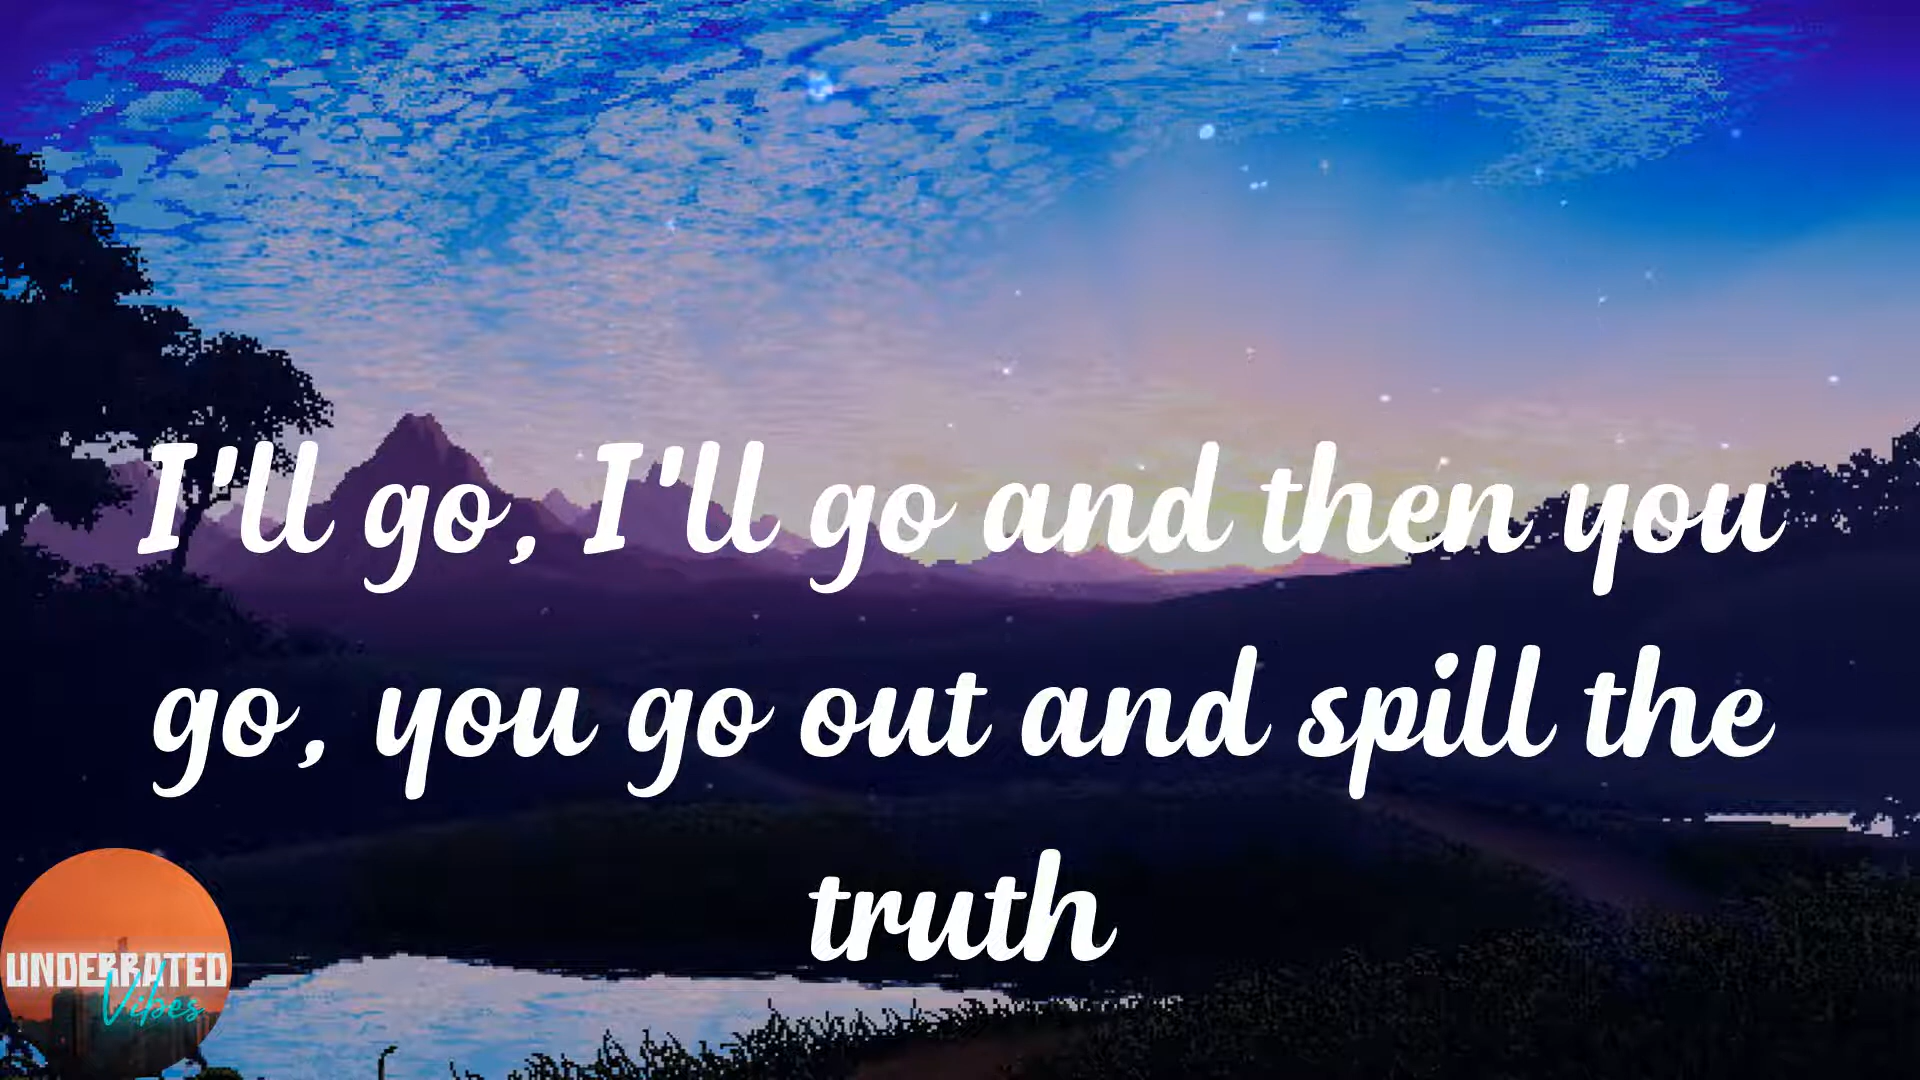 I'll go, I'll go and then you
go, you go out and spill the
truth
UNDERRATED
Vibes